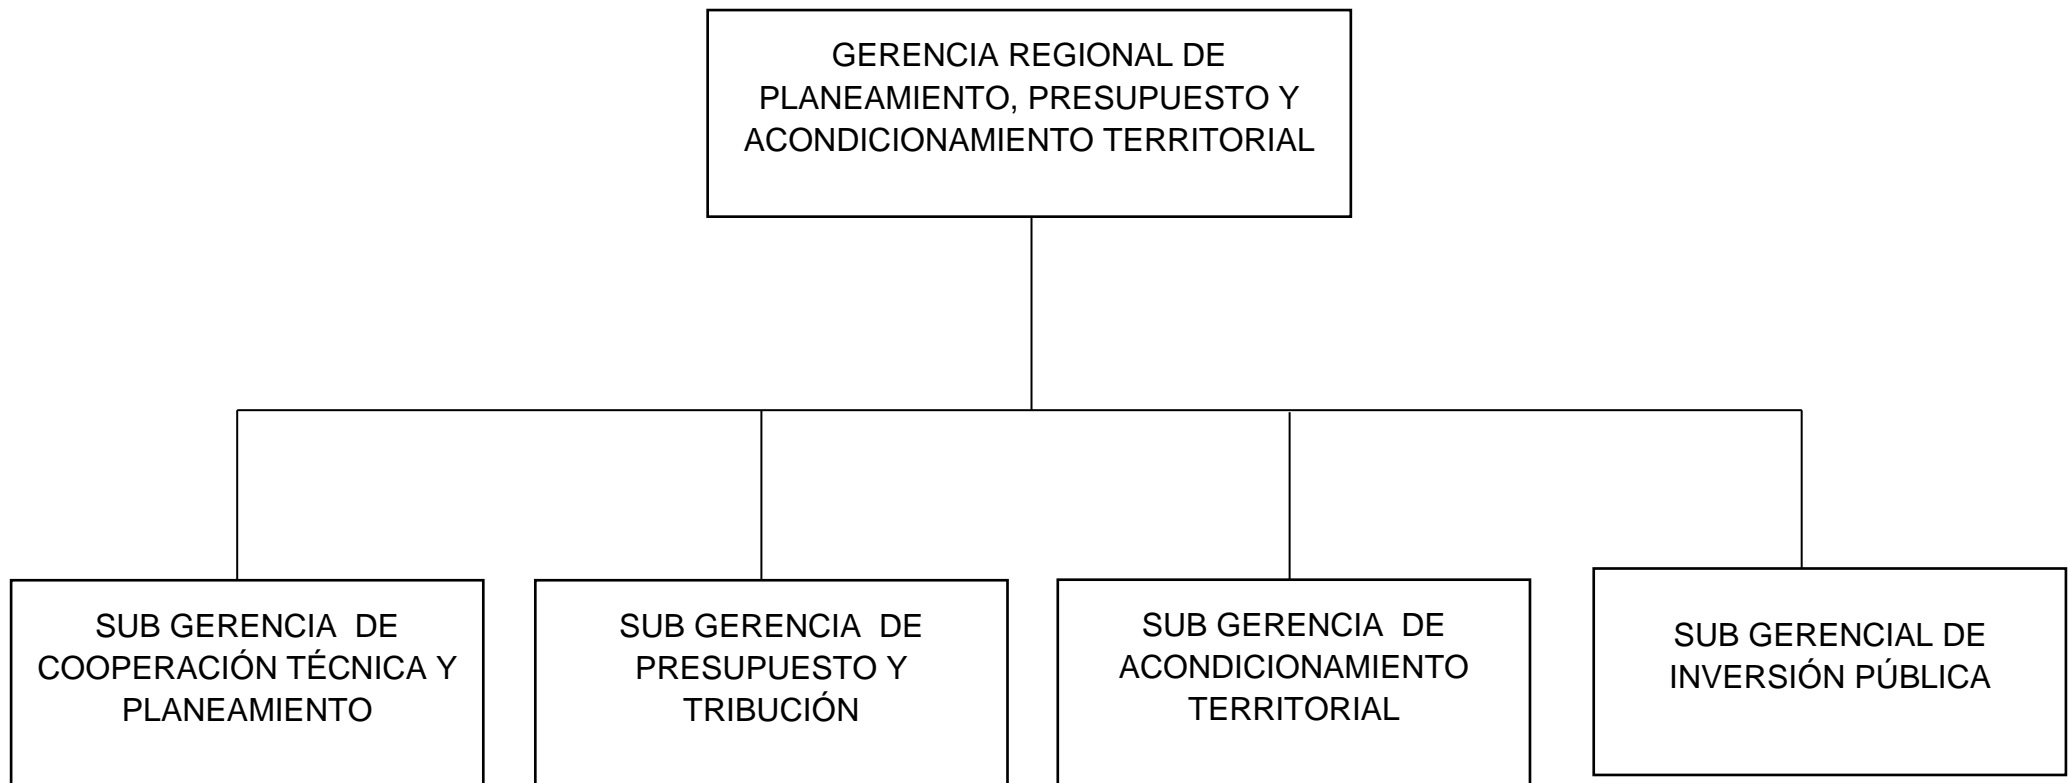 GERENCIA REGIONAL DE
PLANEAMIENTO, PRESUPUESTO Y
ACONDICIONAMIENTO TERRITORIAL
SUB GERENCIA DE
COOPERACIÓN TÉCNICA Y
PLANEAMIENTO
SUB GERENCIA DE
PRESUPUESTO Y
TRIBUCIÓN
SUB GERENCIA DE
ACONDICIONAMIENTO
TERRITORIAL
SUB GERENCIAL DE
INVERSIÓN PÚBLICA